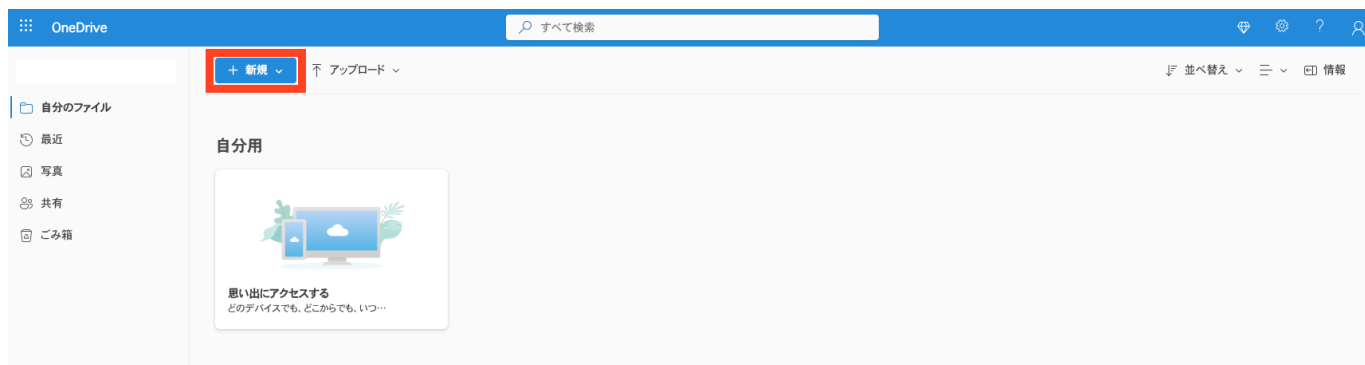 OneDrive
すべて検索
?
+ 新規
アップロード
並べ替え
情報
自分のファイル
最近
写真
共有
ごみ箱
自分用
思い出にアクセスする
どのデバイスでも、どこからでも、いつ…